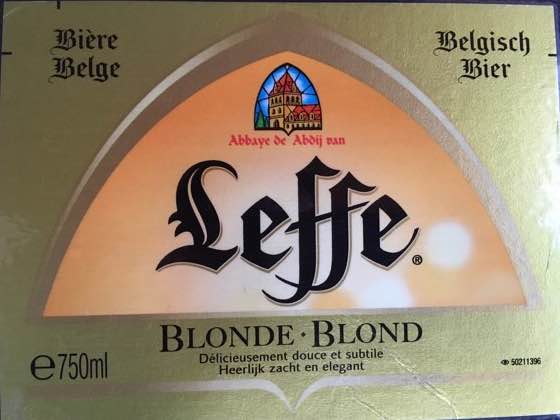 Bière
Belge
Belgisch
Bier
Abbaye de Abdij van
Leffe®
BLONDE · BLOND
Délicieusement douce et subtile
Heerlijk zacht en elegant
℮750ml
50211396